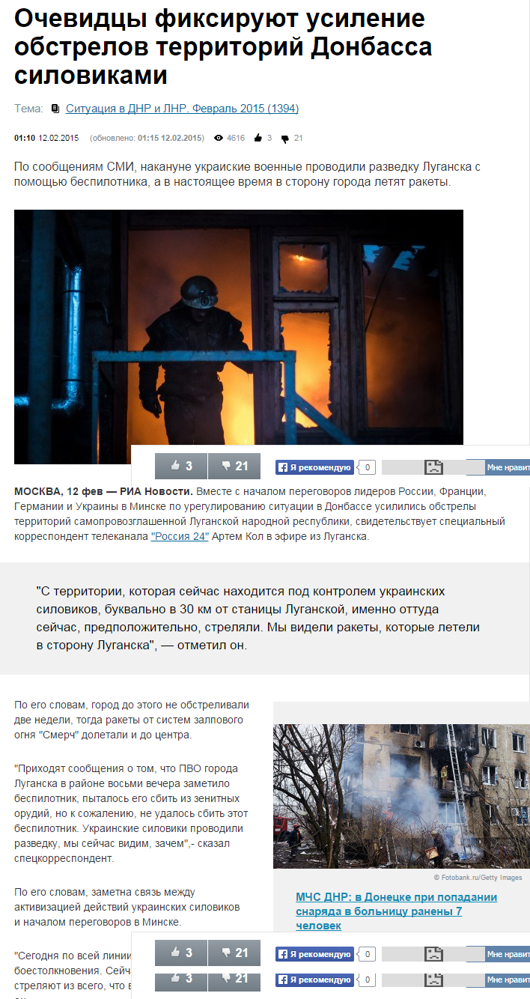 Очевидцы фиксируют усиление
обстрелов территорий Донбасса
силовиками
Тема: Ситуация в ДНР и ЛНР. Февраль 2015 (1394)
01:10 12.02.2015 (обновлено: 01:15 12.02.2015) 4616 3 21
По сообщениям СМИ, накануне украиские военные проводили разведку Луганска с
помощью беспилотника, а в настоящее время в сторону города летят ракеты.
3 21 Я рекомендую 0 Мне нравит
МОСКВА, 12 фев — РИА Новости. Вместе с началом переговоров лидеров России, Франции,
Германии и Украины в Минске по урегулированию ситуации в Донбассе усилились обстрелы
территорий самопровозглашенной Луганской народной республики, свидетельствует специальный
корреспондент телеканала "Россия 24" Артем Кол в эфире из Луганска.
"С территории, которая сейчас находится под контролем украинских
силовиков, буквально в 30 км от станицы Луганской, именно оттуда
сейчас, предположительно, стреляли. Мы видели ракеты, которые летели
в сторону Луганска", — отметил он.
По его словам, город до этого не обстреливали
две недели, тогда ракеты от систем залпового
огня "Смерч" долетали и до центра.
"Приходят сообщения о том, что ПВО города
Луганска в районе восьми вечера заметило
беспилотник, пыталось его сбить из зенитных
орудий, но к сожалению, не удалось сбить этот
беспилотник. Украинские силовики проводили
разведку, мы сейчас видим, зачем",- сказал
спецкорреспондент.
По его словам, заметна связь между
активизацией действий украинских силовиков
и началом переговоров в Минске.
"Сегодня по всей линии
боестолкновения. Сейч
стреляют из всего, что в
© Fotobank.ru/Getty Images
МЧС ДНР: в Донецке при попадании
снаряда в больницу ранены 7
человек
3 21 Я рекомендую 0 Мне нравит
3 21 Я рекомендую 0 Мне нравит